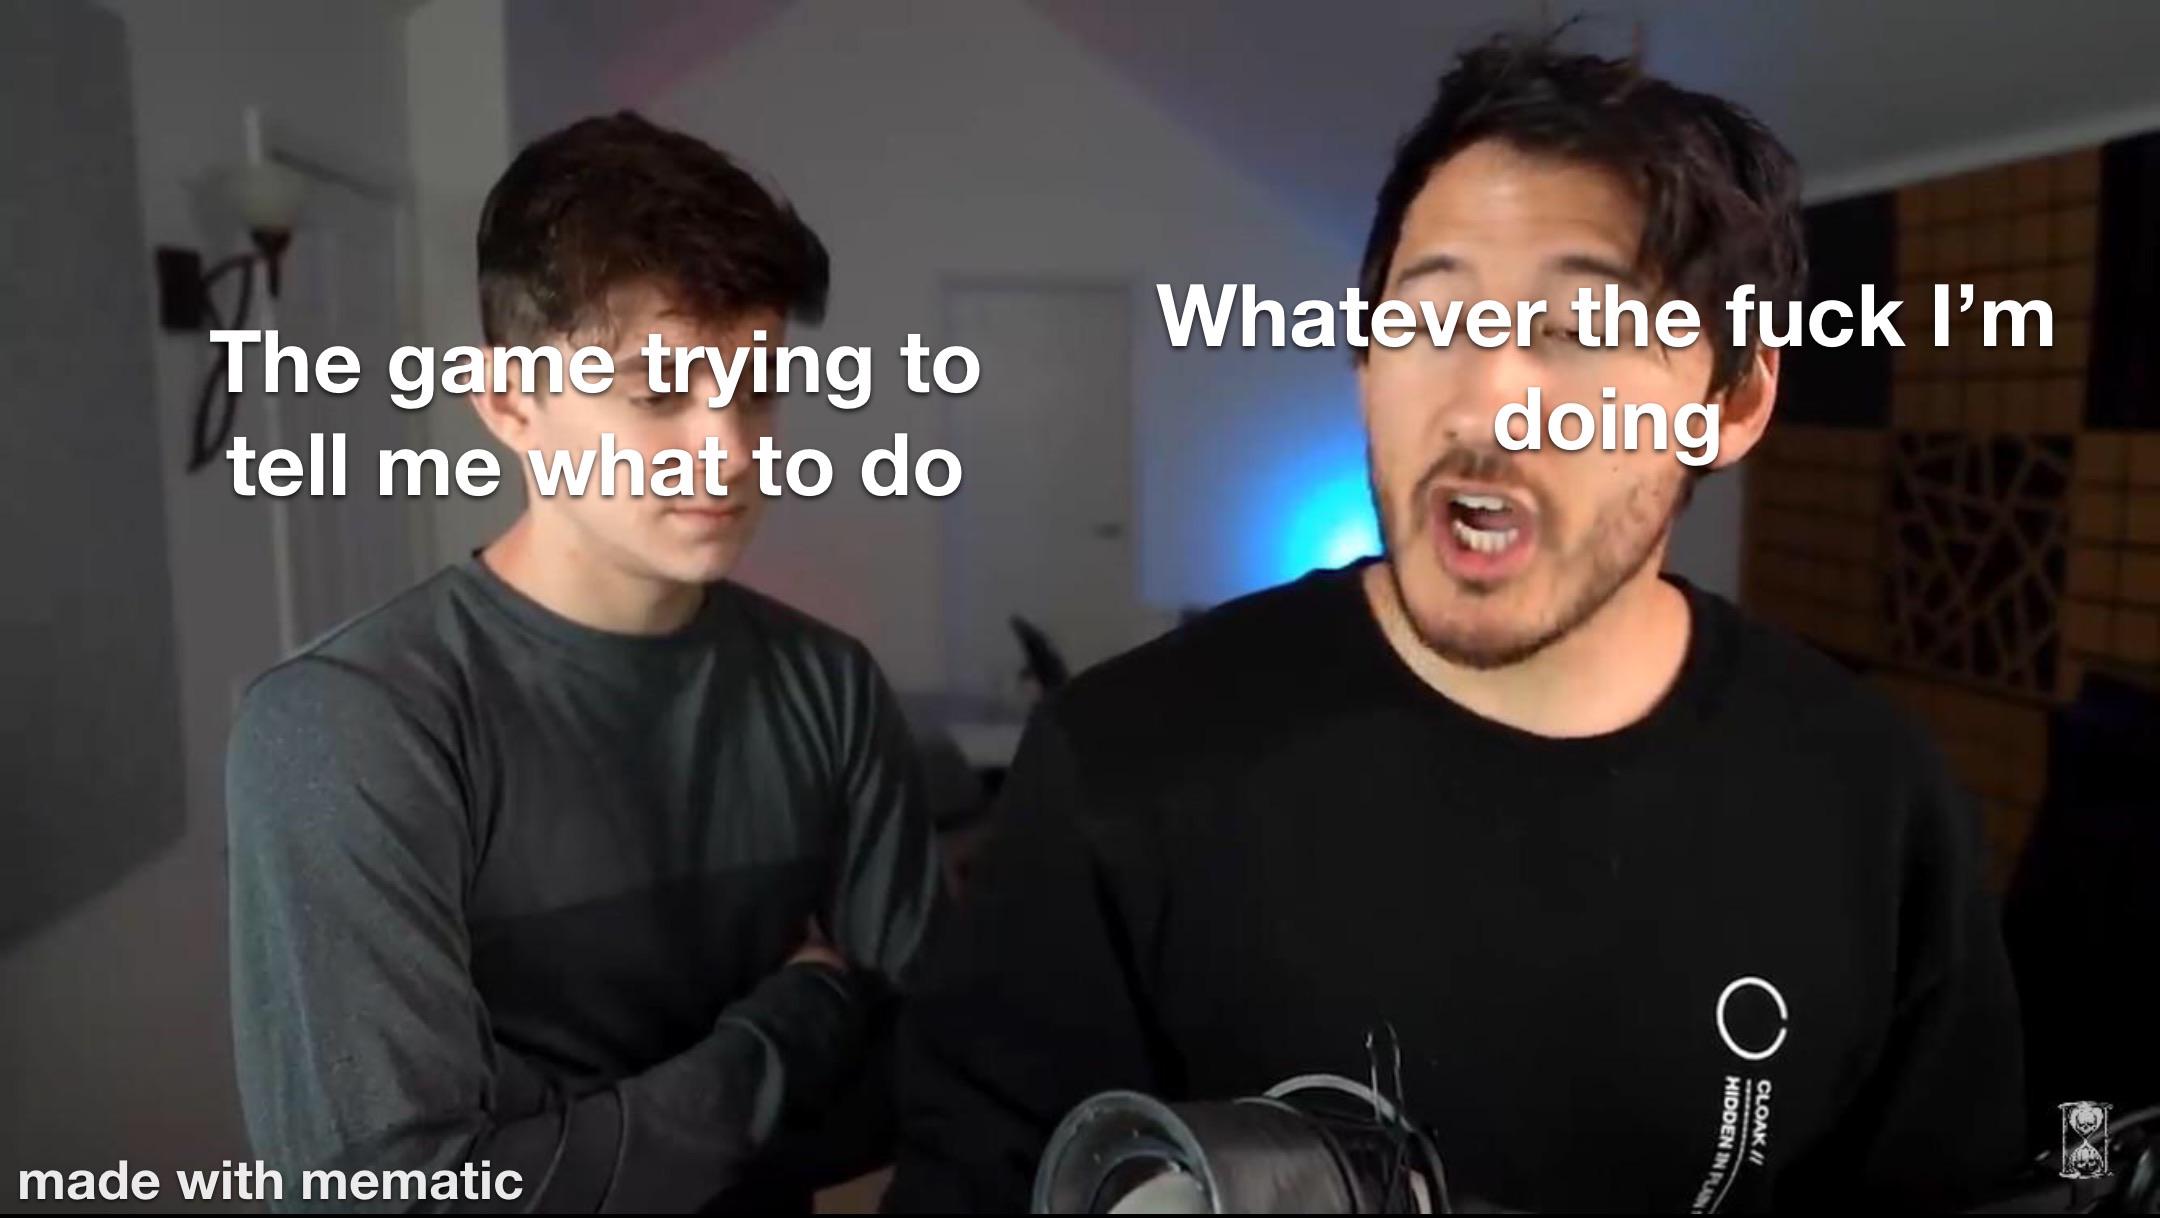 The game trying to
tell me what to do
Whatever the fuck I’m
doing
CLOAK //
HIDDEN IN PLAIN
made with mematic